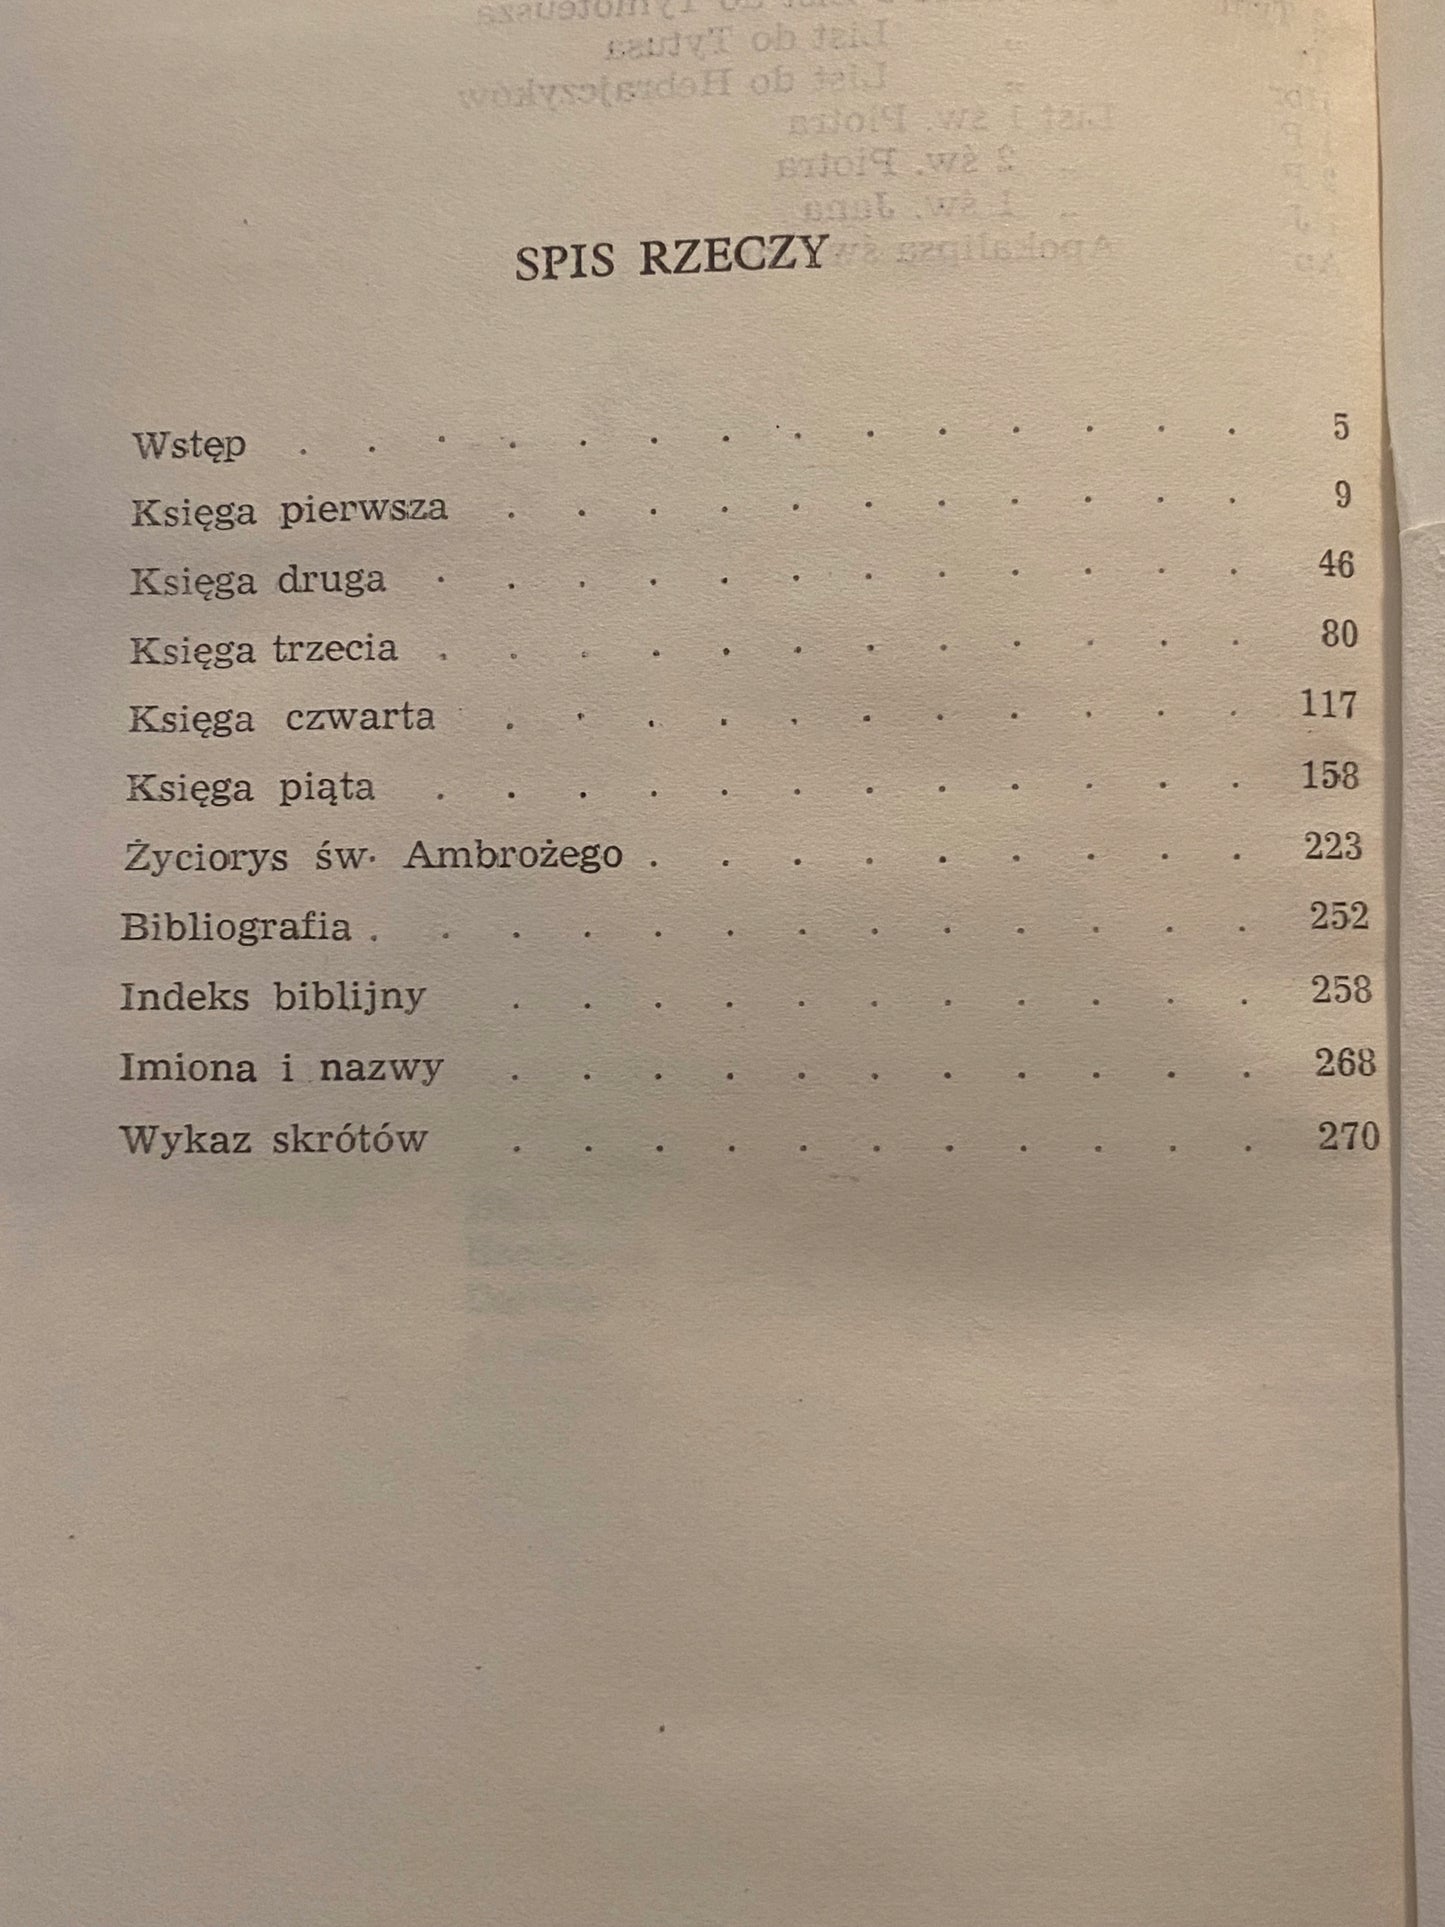 SPIS RZECZY
Wstęp . . . . . . . . . . . . . . 5
Księga pierwsza . . . . . . . . . . . 9
Księga druga . . . . . . . . . . . . 46
Księga trzecia . . . . . . . . . . . . 80
Księga czwarta . . . . . . . . . . . 117
Księga piąta . . . . . . . . . . . . 158
Życiorys św. Ambrożego . . . . . . . . . 223
Bibliografia . . . . . . . . . . . . . 252
Indeks biblijny . . . . . . . . . . . 258
Imiona i nazwy . . . . . . . . . . . 268
Wykaz skrótów . . . . . . . . . . . 270